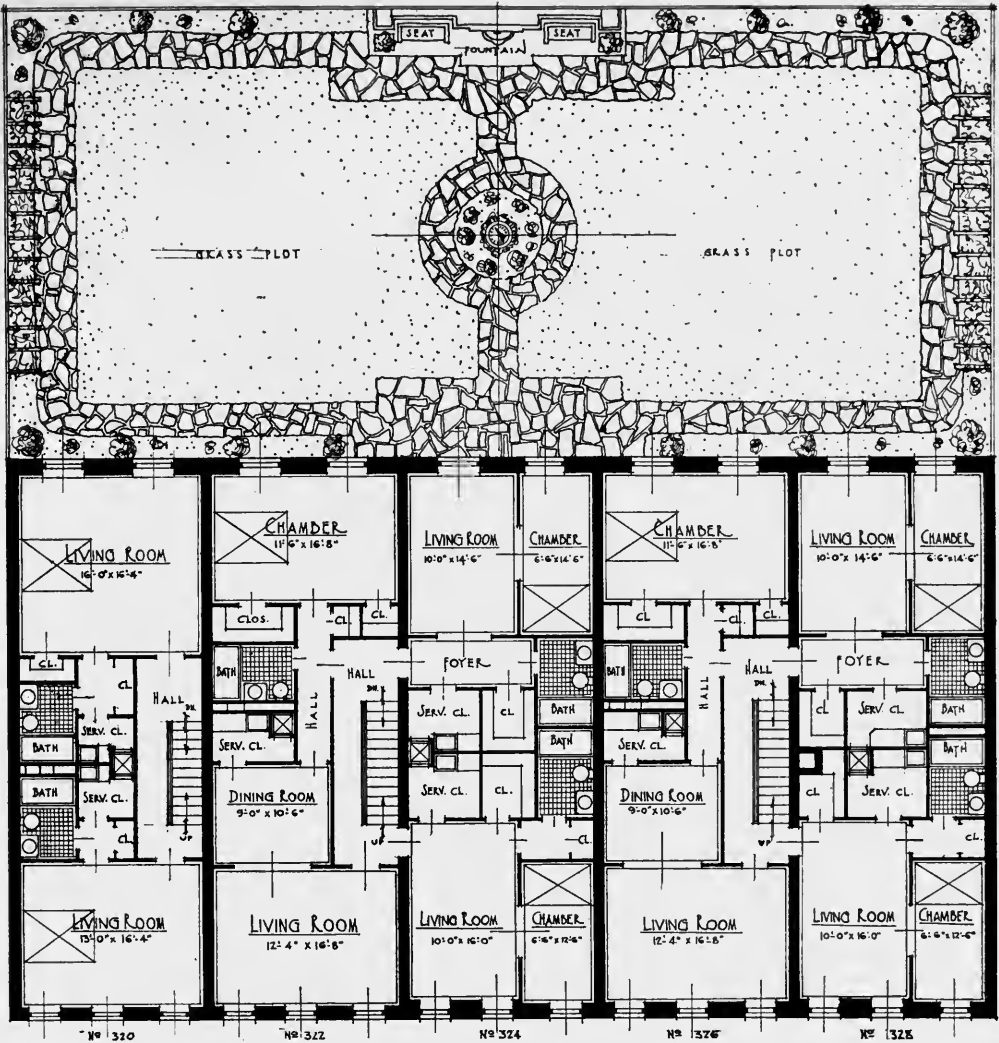 SEAT
SEAT
FOUNTAIN
GRASS PLOT
GRASS PLOT
LIVING ROOM
16'-0" x 16'-4"
CHAMBER
11'-6" x 16'-8"
LIVING ROOM
10'-0" x 14'-6"
CHAMBER
6'-6" x 14'-6"
CHAMBER
11'-6" x 16'-8"
LIVING ROOM
10'-0" x 14'-6"
CHAMBER
6'-6" x 14'-6"
CLOS.
CL.
CL.
CL.
CL.
CL.
CL.
CL
HALL
DN.
BATH
HALL
DN.
FOYER
BATH
HALL
DN.
FOYER
HALL
HALL
SERV. CL.
BATH
SERV. CL.
SERV. CL.
CL
BATH
SERV. CL.
CL
SERV. CL.
BATH
BATH
SERV. CL.
CL
UP
DINING ROOM
9'-0" x 10'-6"
SERV. CL.
CL.
BATH
UP
CL.
DINING ROOM
9'-0" x 10'-6"
CL
SERV. CL.
BATH
UP
CL.
LIVING ROOM
13'-0" x 16'-4"
LIVING ROOM
12'-4" x 16'-8"
LIVING ROOM
10'-0" x 16'-0"
CHAMBER
6'-6" x 12'-6"
LIVING ROOM
12'-4" x 16'-8"
LIVING ROOM
10'-0" x 16'-0"
CHAMBER
6'-6" x 12'-6"
Nº 320
Nº 322
Nº 324
Nº 326
Nº 328